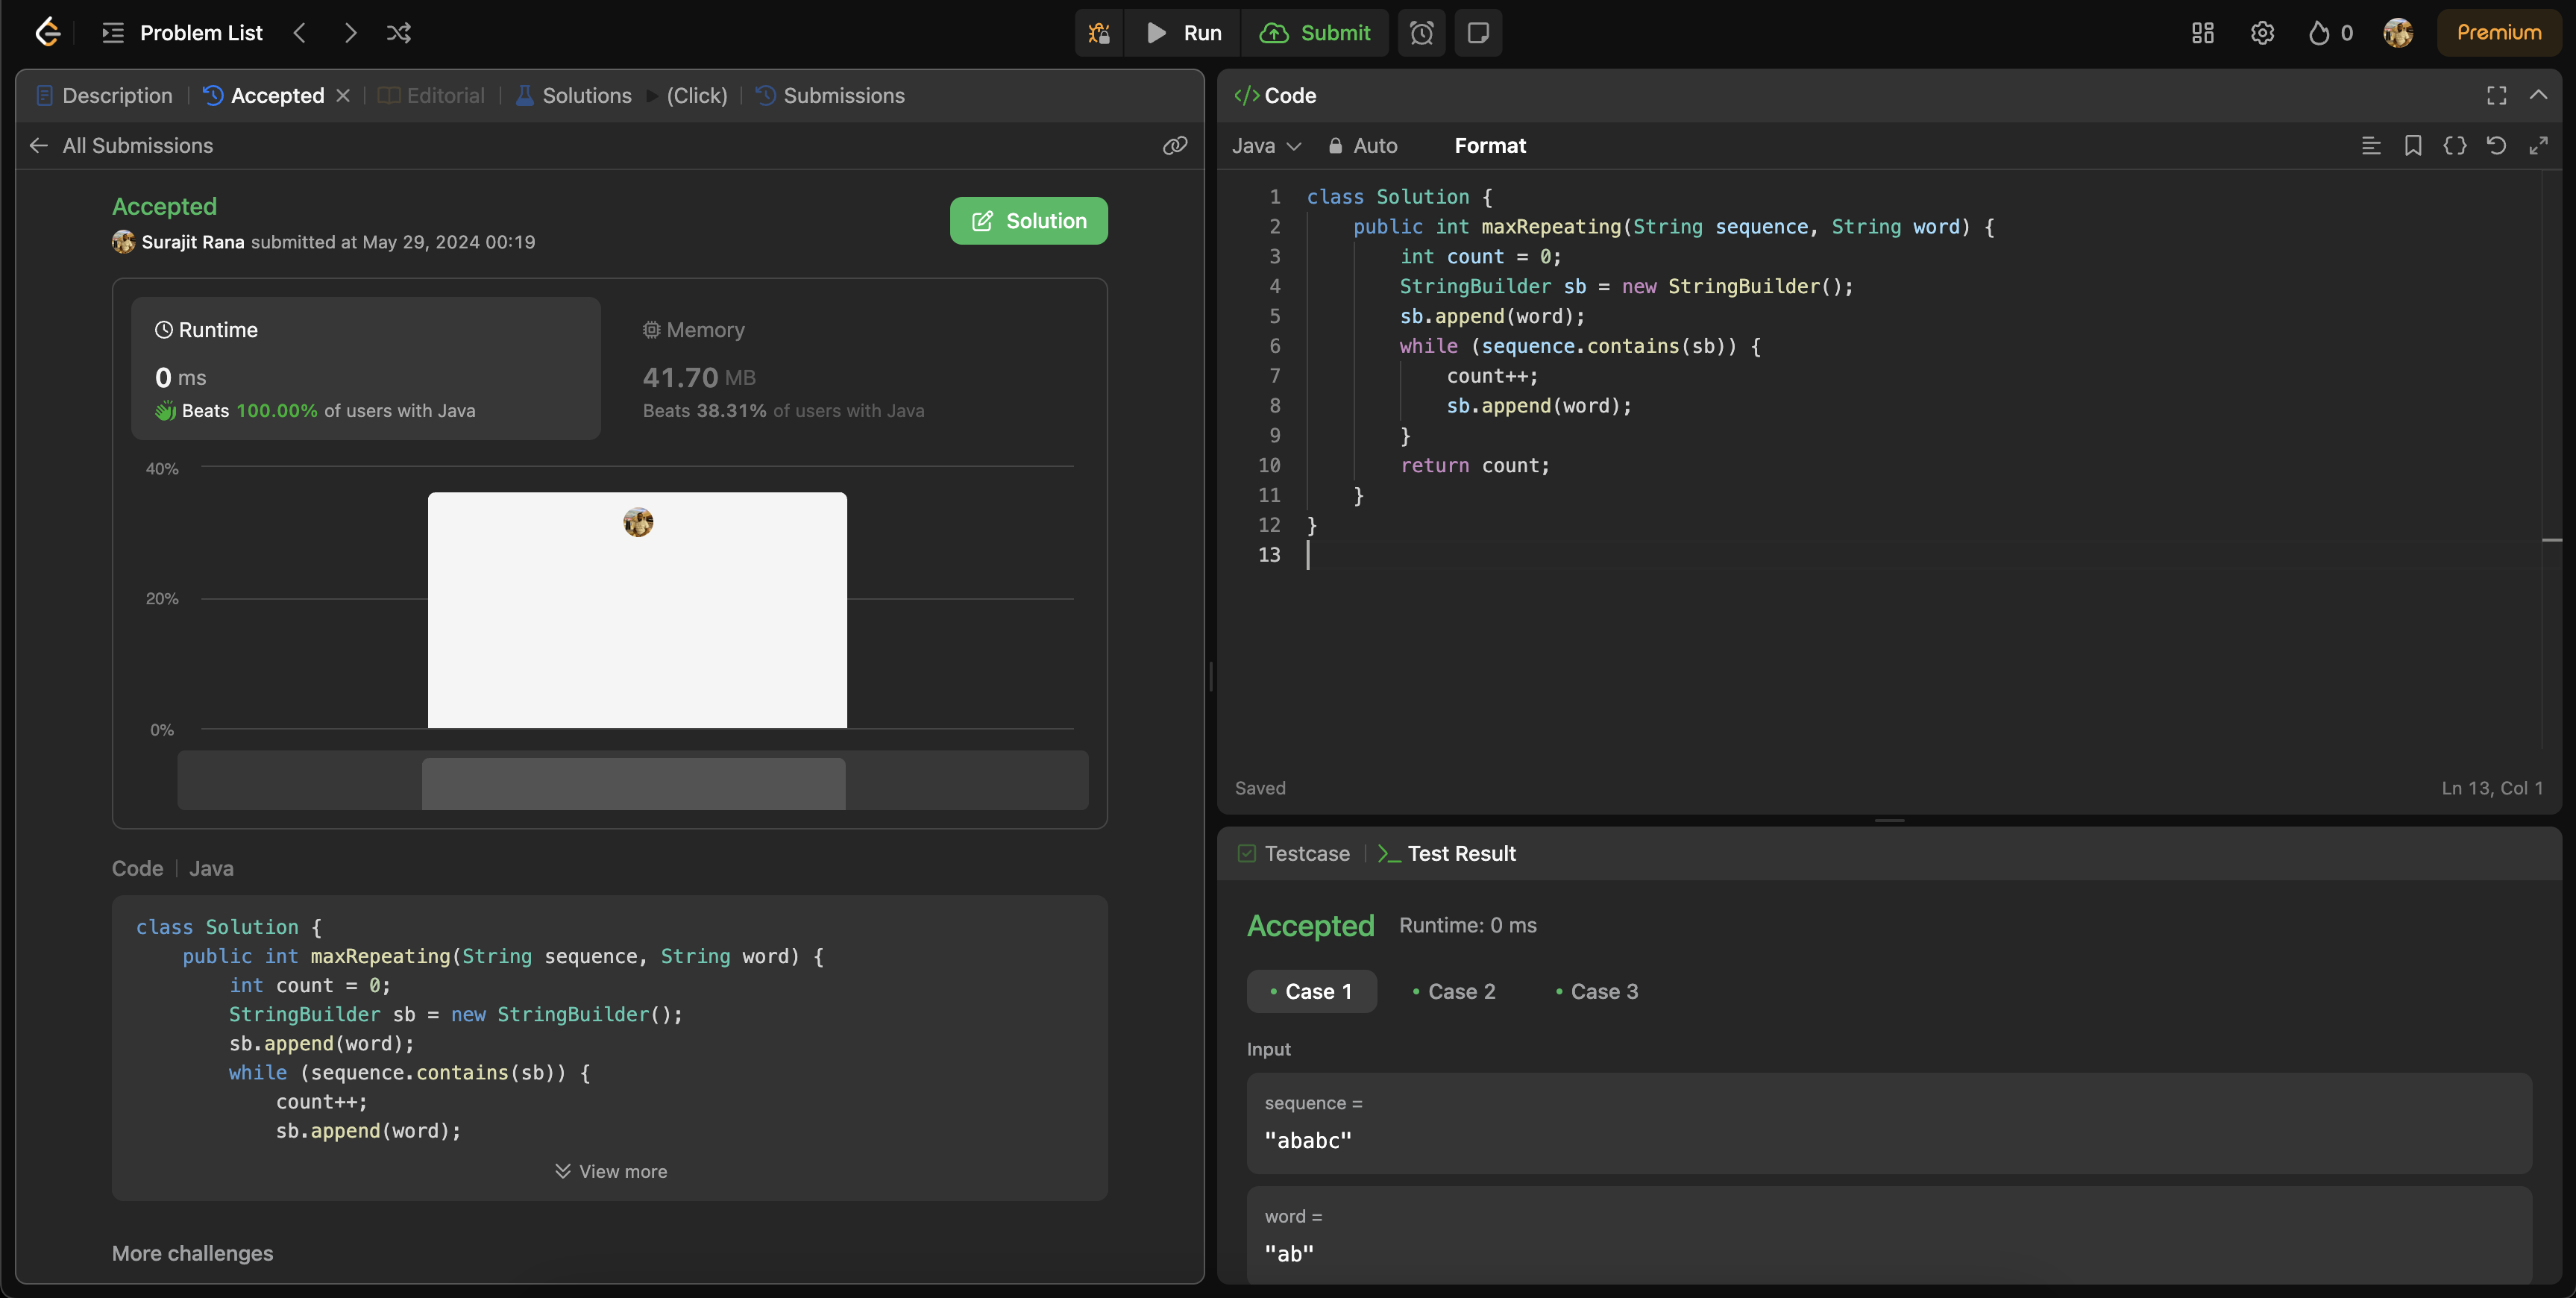 Problem List
Run
Submit
0
Premium
Description
Accepted
Editorial
Solutions
(Click)
Submissions
All Submissions
Accepted
Surajit Rana submitted at May 29, 2024 00:19
Solution
Runtime
0 ms
Beats 100.00% of users with Java
Memory
41.70 MB
Beats 38.31% of users with Java
40%
20%
0%
Code | Java
class Solution {
    public int maxRepeating(String sequence, String word) {
        int count = 0;
        StringBuilder sb = new StringBuilder();
        sb.append(word);
        while (sequence.contains(sb)) {
            count++;
            sb.append(word);
View more
More challenges
</> Code
Java
Auto
Format
1 class Solution {
2     public int maxRepeating(String sequence, String word) {
3         int count = 0;
4         StringBuilder sb = new StringBuilder();
5         sb.append(word);
6         while (sequence.contains(sb)) {
7             count++;
8             sb.append(word);
9         }
10         return count;
11     }
12 }
13
Saved
Ln 13, Col 1
Testcase
Test Result
Accepted
Runtime: 0 ms
• Case 1
• Case 2
• Case 3
Input
sequence =
"ababc"
word =
"ab"